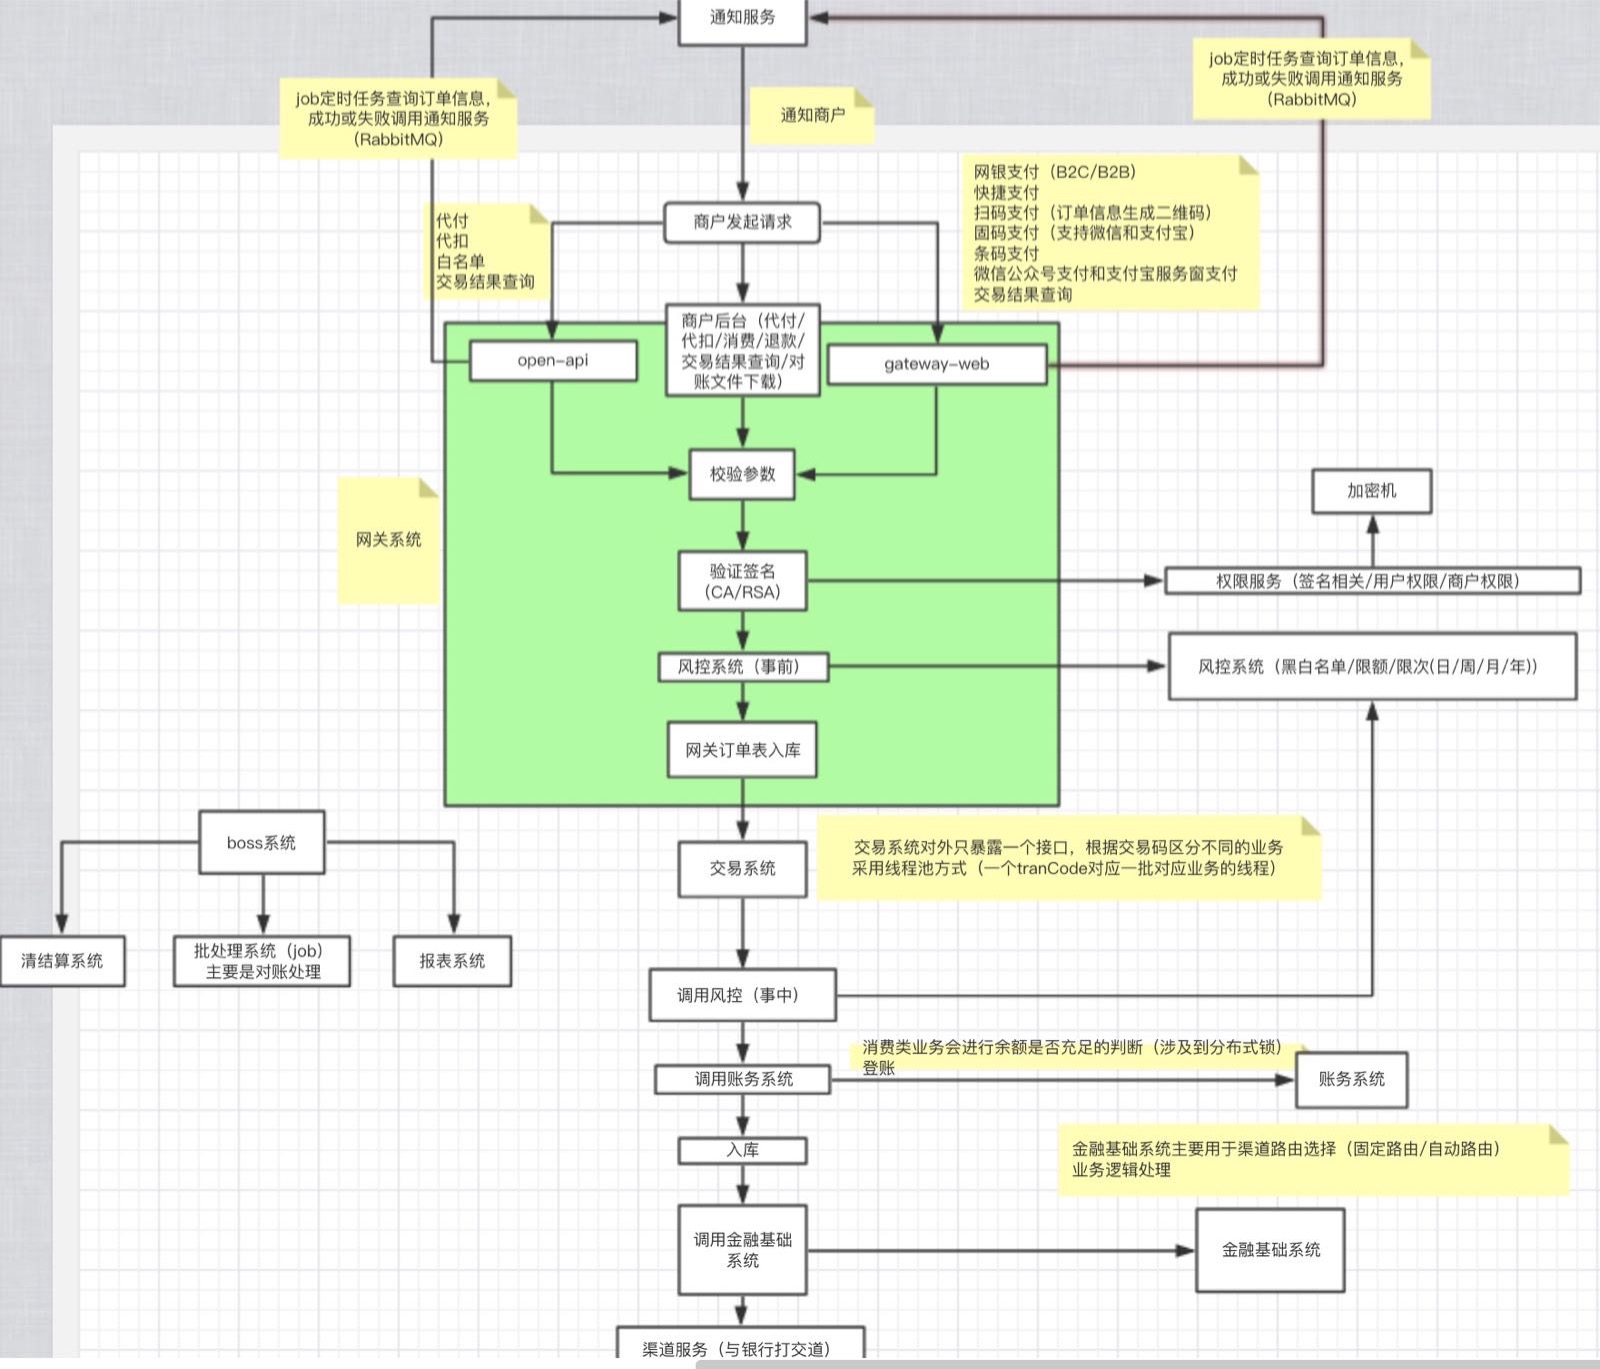 通知服务
job定时任务查询订单信息,
成功或失败调用通知服务
（RabbitMQ）
通知商户
job定时任务查询订单信息,
成功或失败调用通知服务
（RabbitMQ）
代付
代扣
白名单
交易结果查询
商户发起请求
网银支付（B2C/B2B）
快捷支付
扫码支付（订单信息生成二维码）
固码支付（支持微信和支付宝）
条码支付
微信公众号支付和支付宝服务窗支付
交易结果查询
open-api
商户后台（代付/
代扣/消费/退款/
交易结果查询/对
账文件下载）
gateway-web
校验参数
网关系统
加密机
验证签名
（CA/RSA）
权限服务（签名相关/用户权限/商户权限）
风控系统（事前）
风控系统（黑白名单/限额/限次(日/周/月/年)）
网关订单表入库
boss系统
交易系统
交易系统对外只暴露一个接口，根据交易码区分不同的业务
采用线程池方式（一个tranCode对应一批对应业务的线程）
清结算系统
批处理系统（job）
主要是对账处理
报表系统
调用风控（事中）
消费类业务会进行余额是否充足的判断（涉及到分布式锁）
登账
调用账务系统
账务系统
入库
金融基础系统主要用于渠道路由选择（固定路由/自动路由）
业务逻辑处理
调用金融基础
系统
金融基础系统
渠道服务（与银行打交道）